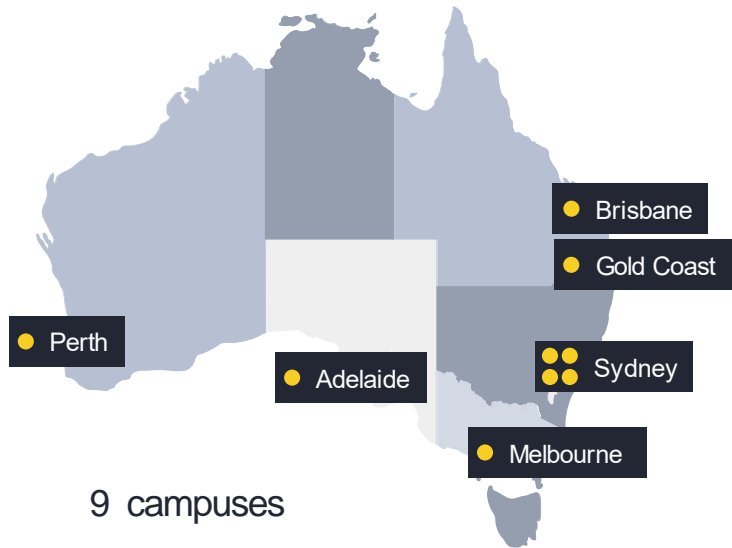 Brisbane
Gold Coast
Perth
Sydney
Adelaide
Melbourne
9 campuses